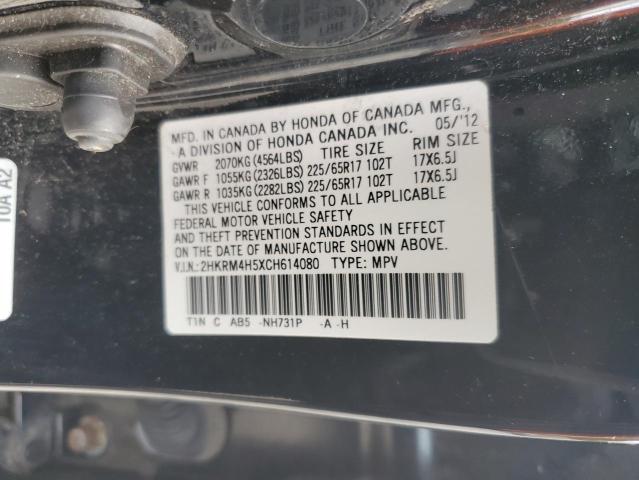 MFD. IN CANADA BY HONDA OF CANADA MFG.,
A DIVISION OF HONDA CANADA INC. 05/'12
GVWR 2070KG (4564LBS) TIRE SIZE RIM SIZE
GAWR F 1055KG (2326LBS) 225/65R17 102T 17X6.5J
GAWR R 1035KG (2282LBS) 225/65R17 102T 17X6.5J
THIS VEHICLE CONFORMS TO ALL APPLICABLE
FEDERAL MOTOR VEHICLE SAFETY
AND THEFT PREVENTION STANDARDS IN EFFECT
ON THE DATE OF MANUFACTURE SHOWN ABOVE.
V.I.N.: 2HKRM4H5XCH614080 TYPE: MPV
T1N C AB5 -NH731P -A -H